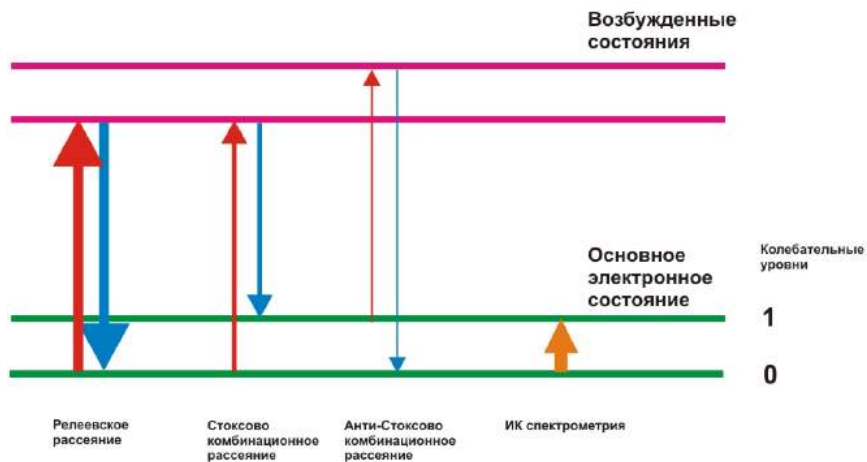 Возбужденные
состояния
Основное
электронное
состояние
Колебательные
уровни
1
0
Релеевское
рассеяние
Стоксово
комбинационное
рассеяние
Анти-Стоксово
комбинационное
рассеяние
ИК спектрометрия